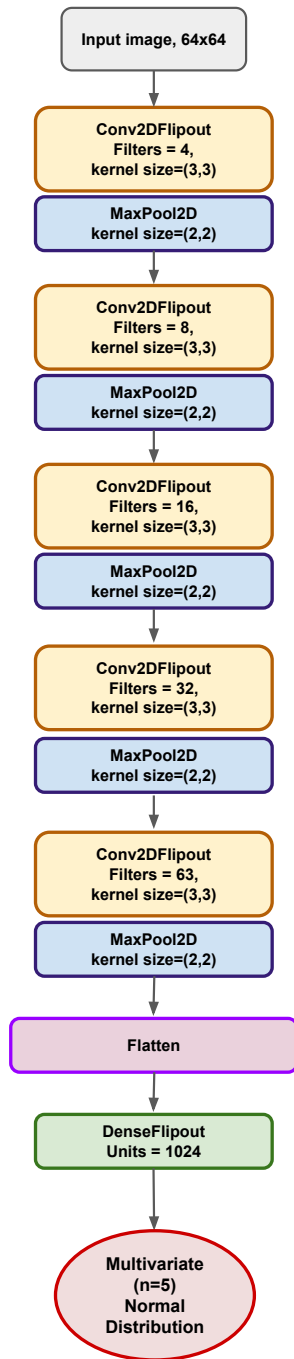 Input image, 64x64
Conv2DFlipout
Filters = 4,
kernel size=(3,3)
MaxPool2D
kernel size=(2,2)
Conv2DFlipout
Filters = 8,
kernel size=(3,3)
MaxPool2D
kernel size=(2,2)
Conv2DFlipout
Filters = 16,
kernel size=(3,3)
MaxPool2D
kernel size=(2,2)
Conv2DFlipout
Filters = 32,
kernel size=(3,3)
MaxPool2D
kernel size=(2,2)
Conv2DFlipout
Filters = 63,
kernel size=(3,3)
MaxPool2D
kernel size=(2,2)
Flatten
DenseFlipout
Units = 1024
Multivariate
(n=5)
Normal
Distribution